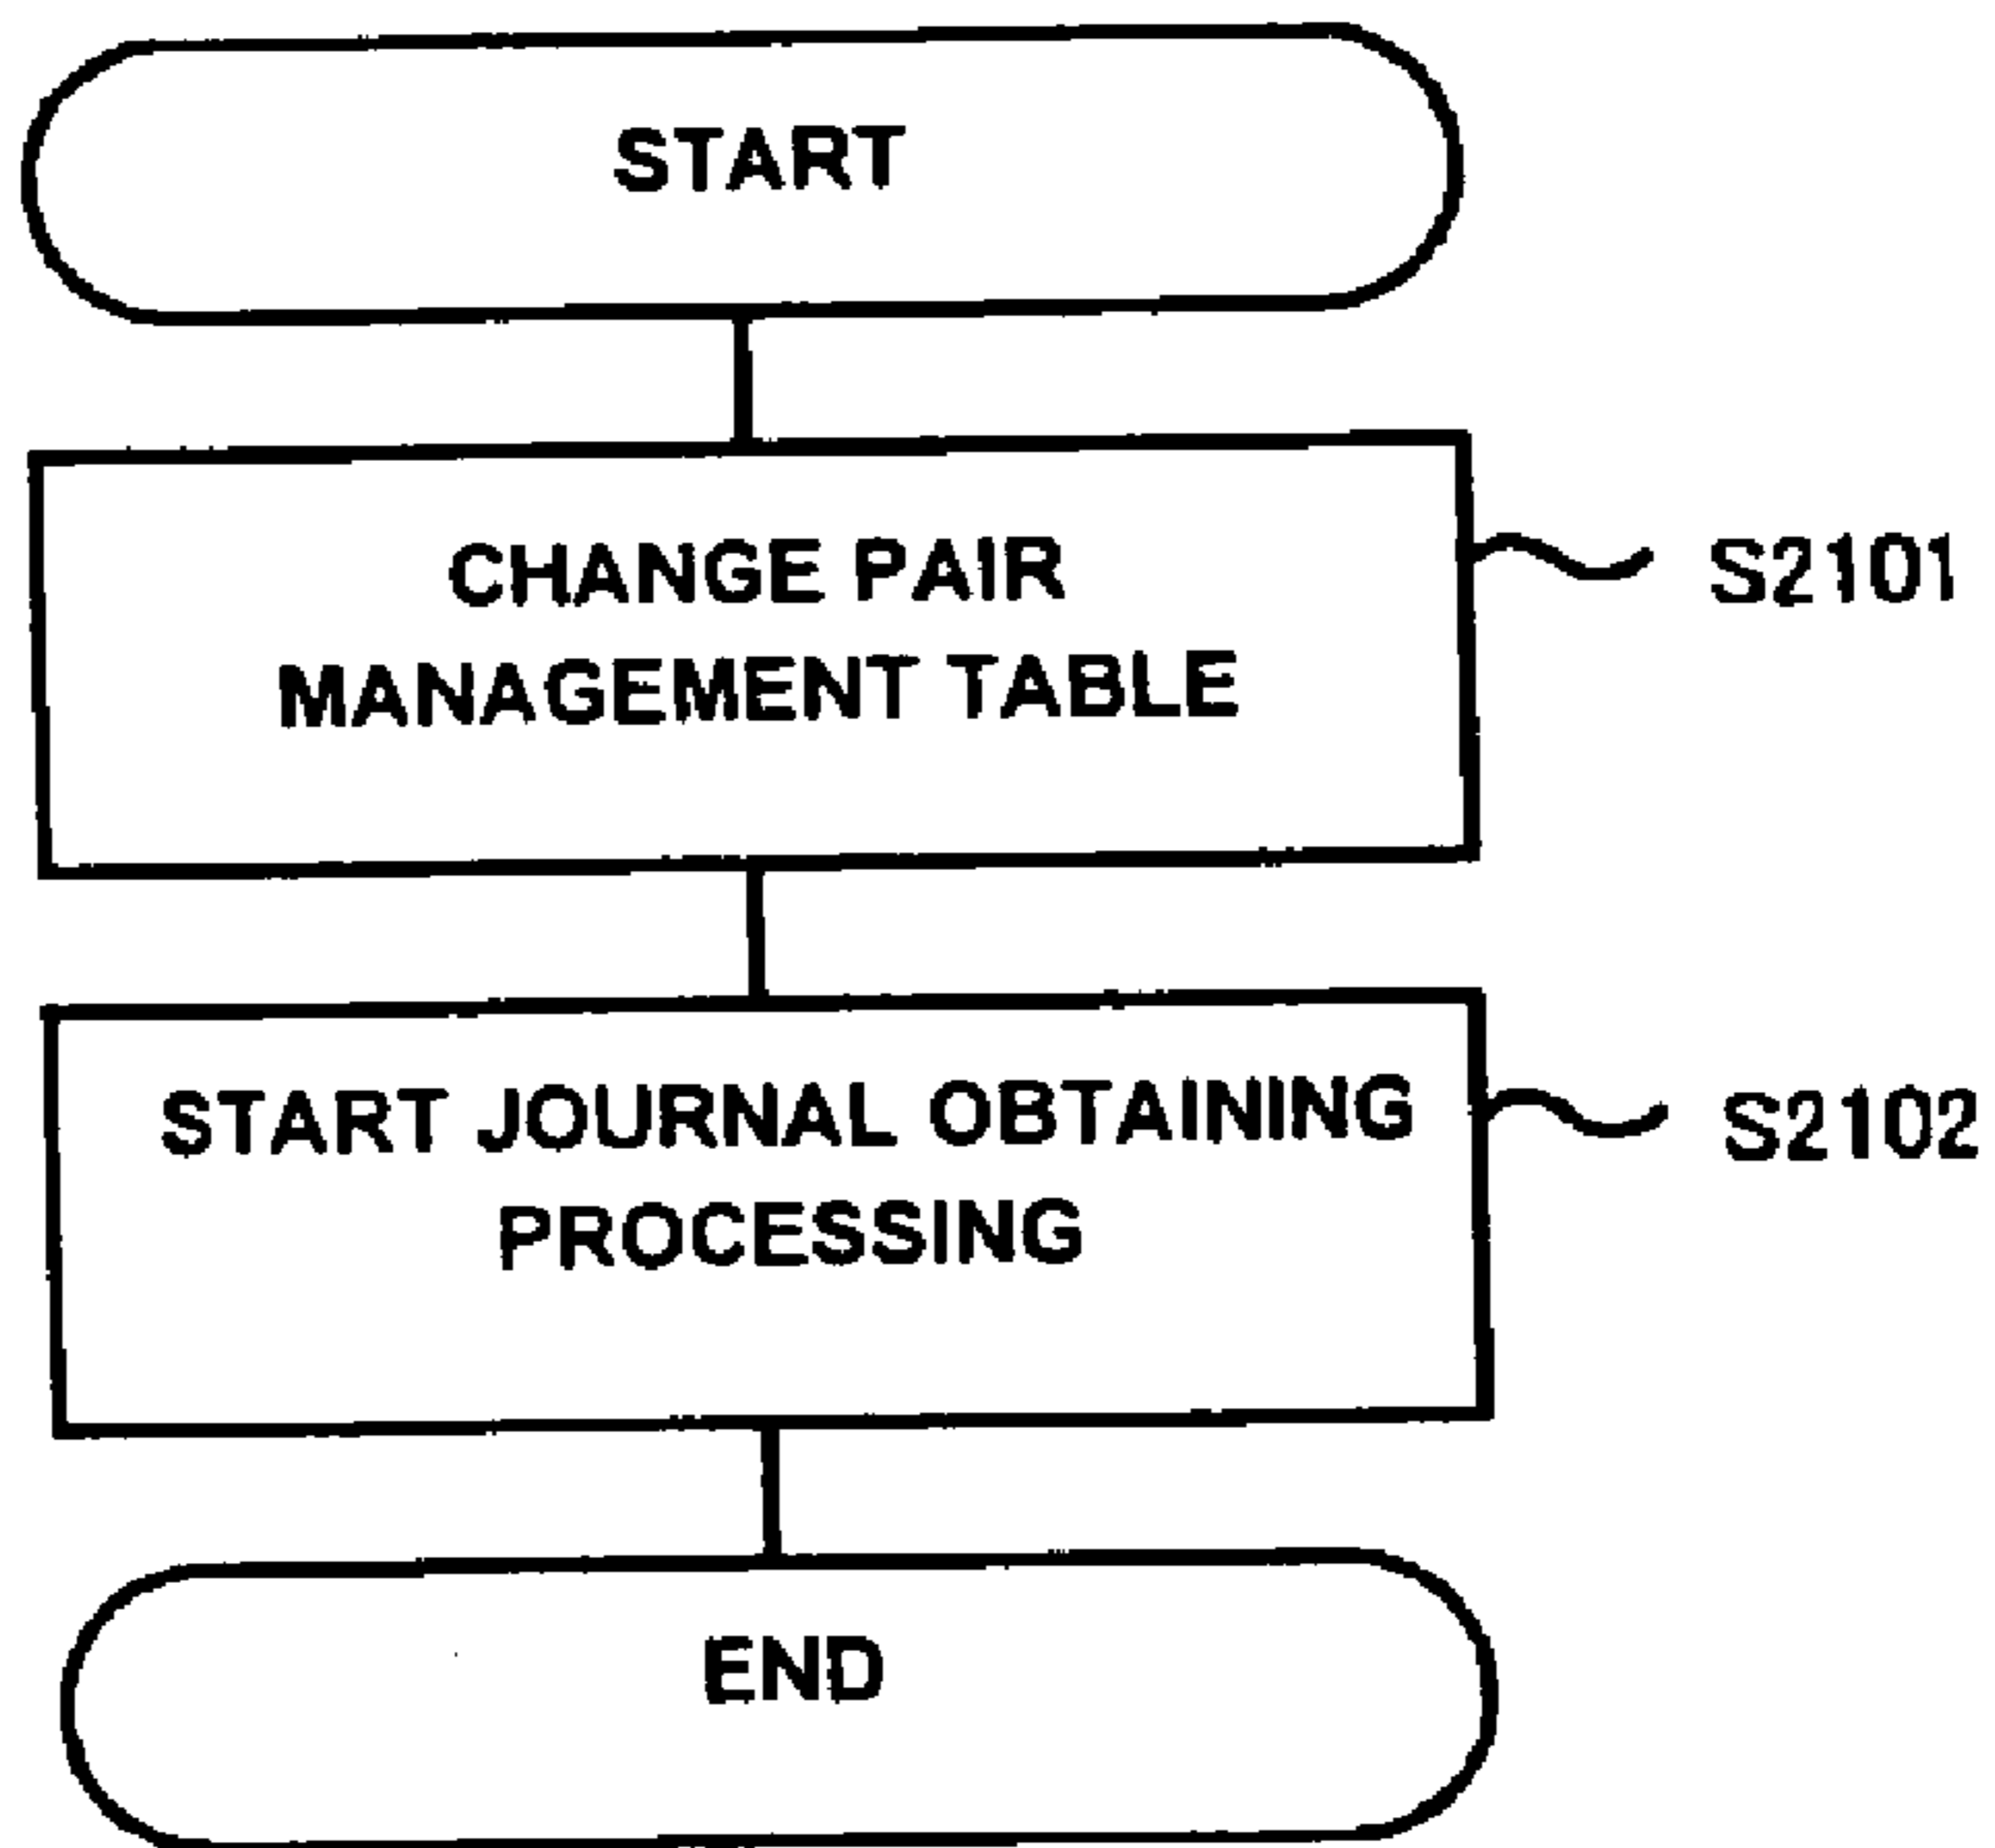 START
CHANGE PAIR
MANAGEMENT TABLE
S2101
START JOURNAL OBTAINING
PROCESSING
S2102
END